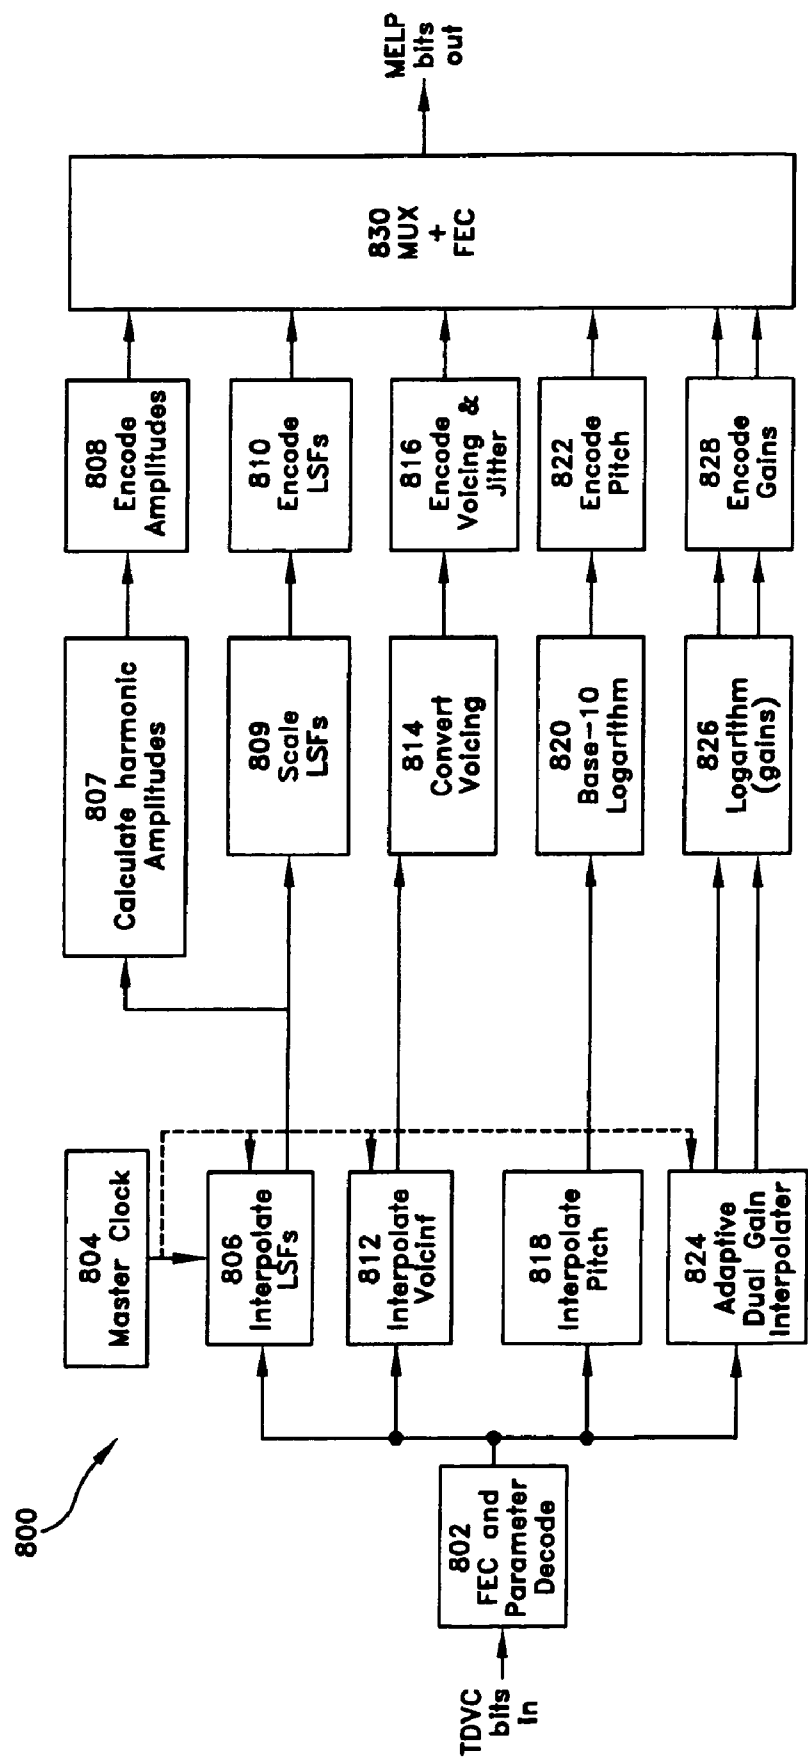 800
TDVC
bits
in
802
FEC and
Parameter
Decode
804
Master Clock
806
Interpolate
LSFs
812
Interpolate
Voicinf
818
Interpolate
Pitch
824
Adaptive
Dual Gain
Interpolater
807
Calculate harmonic
Amplitudes
809
Scale
LSFs
814
Convert
Voicing
820
Base-10
Logarithm
826
Logarithm
(gains)
808
Encode
Amplitudes
810
Encode
LSFs
816
Encode
Voicing &
Jitter
822
Encode
Pitch
828
Encode
Gains
830
MUX
+
FEC
MELP
bits
out